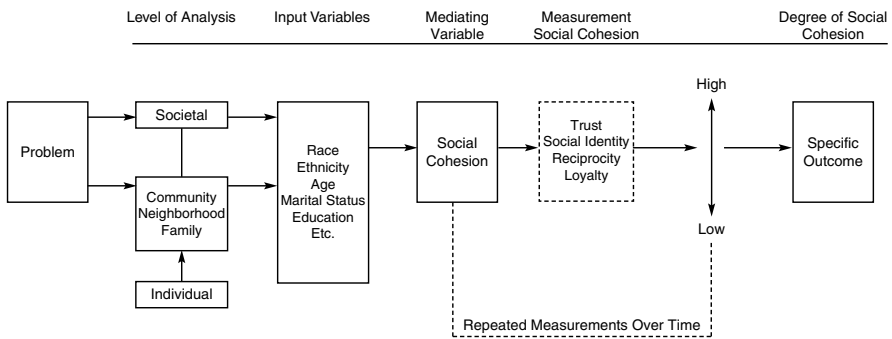 Level of Analysis
Input Variables
Mediating
Variable
Measurement
Social Cohesion
Degree of Social
Cohesion
Problem
Societal
Community
Neighborhood
Family
Individual
Race
Ethnicity
Age
Marital Status
Education
Etc.
Social
Cohesion
Trust
Social Identity
Reciprocity
Loyalty
High
Low
Specific
Outcome
Repeated Measurements Over Time